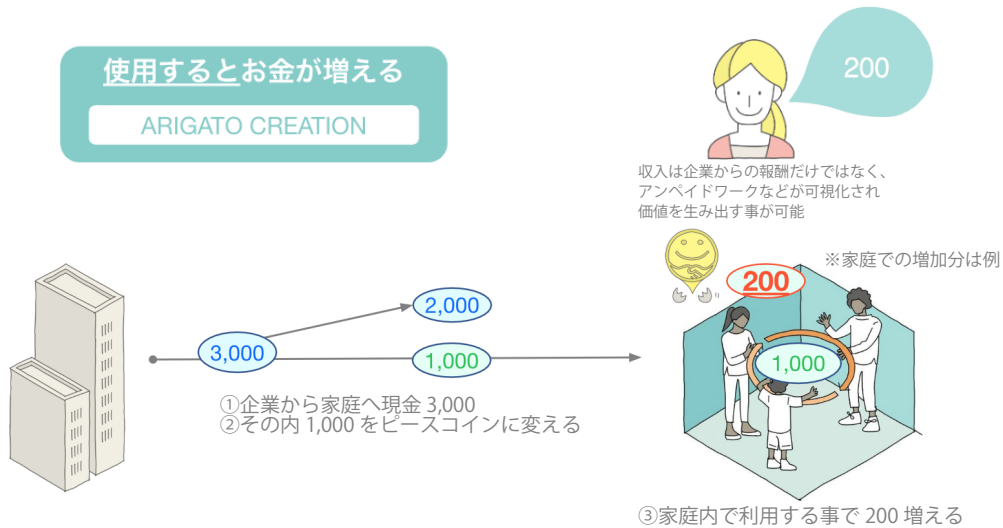 使用するとお金が増える
ARIGATO CREATION
200
収入は企業からの報酬だけではなく、
アンペイドワークなどが可視化され
価値を生み出す事が可能
※家庭での増加分は例
200
2,000
3,000
1,000
1,000
①企業から家庭へ現金 3,000
②その内 1,000 をピースコインに変える
③家庭内で利用する事で 200 増える